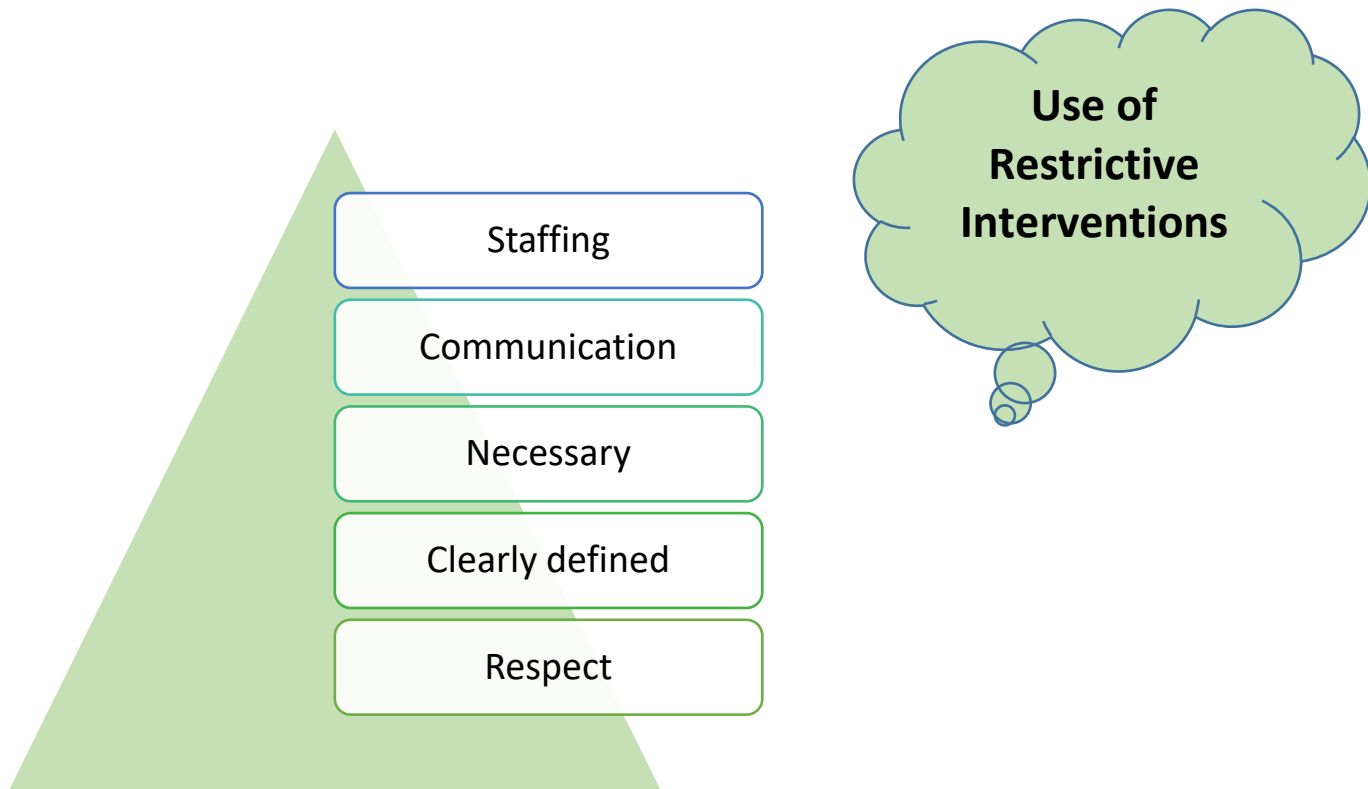 Use of
Restrictive
Interventions
Staffing
Communication
Necessary
Clearly defined
Respect